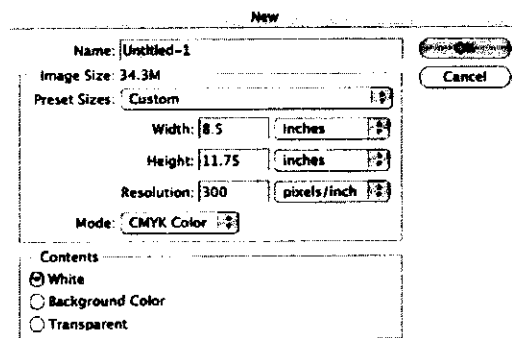 New
Name: Untitled-1
OK
Image Size: 34.3M
Cancel
Preset Sizes: Custom
Width: 8.5 inches
Height: 11.75 inches
Resolution: 300 pixels/inch
Mode: CMYK Color
Contents
White
Background Color
Transparent